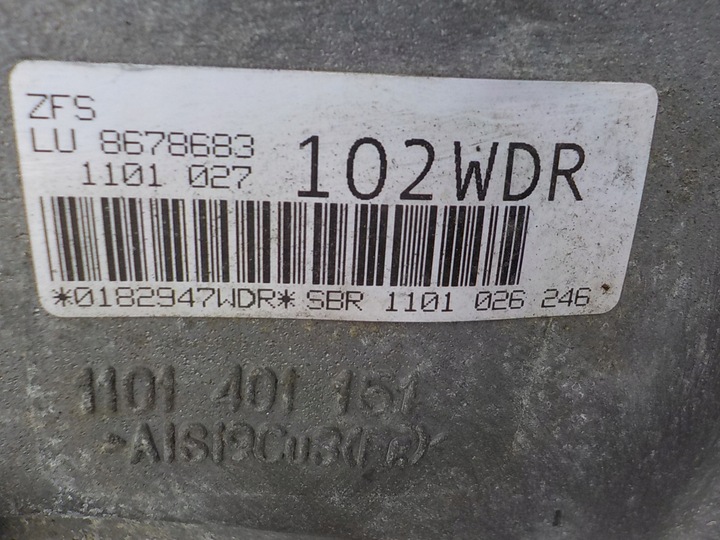 ZFS
LU 8678683
1101 027
102WDR
*0182947WDR* SBR 1101 026 246
1101 401 151
>AlSi9Cu3(Fe)<